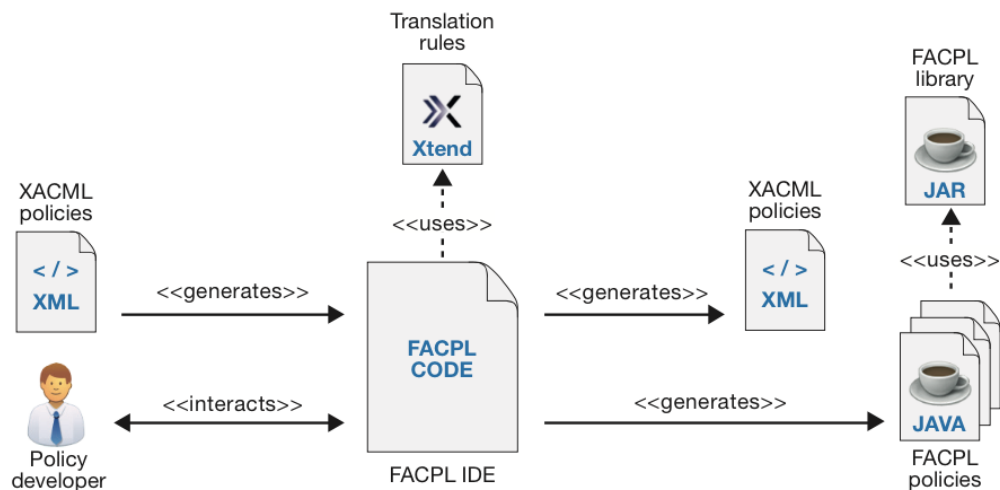 Translation
rules
Xtend
<<uses>>
XACML
policies
</>
XML
<<generates>>
Policy
developer
<<interacts>>
FACPL
CODE
FACPL IDE
<<generates>>
XACML
policies
</>
XML
<<generates>>
FACPL
library
JAR
<<uses>>
JAVA
FACPL
policies